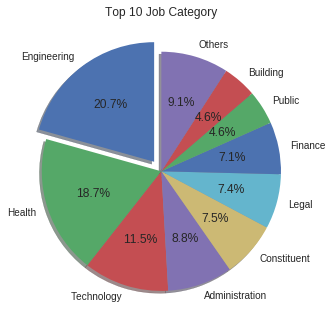 Top 10 Job Category
Engineering
20.7%
Health
18.7%
Technology
11.5%
Administration
8.8%
Constituent
7.5%
Legal
7.4%
Finance
7.1%
Public
4.6%
Building
4.6%
Others
9.1%